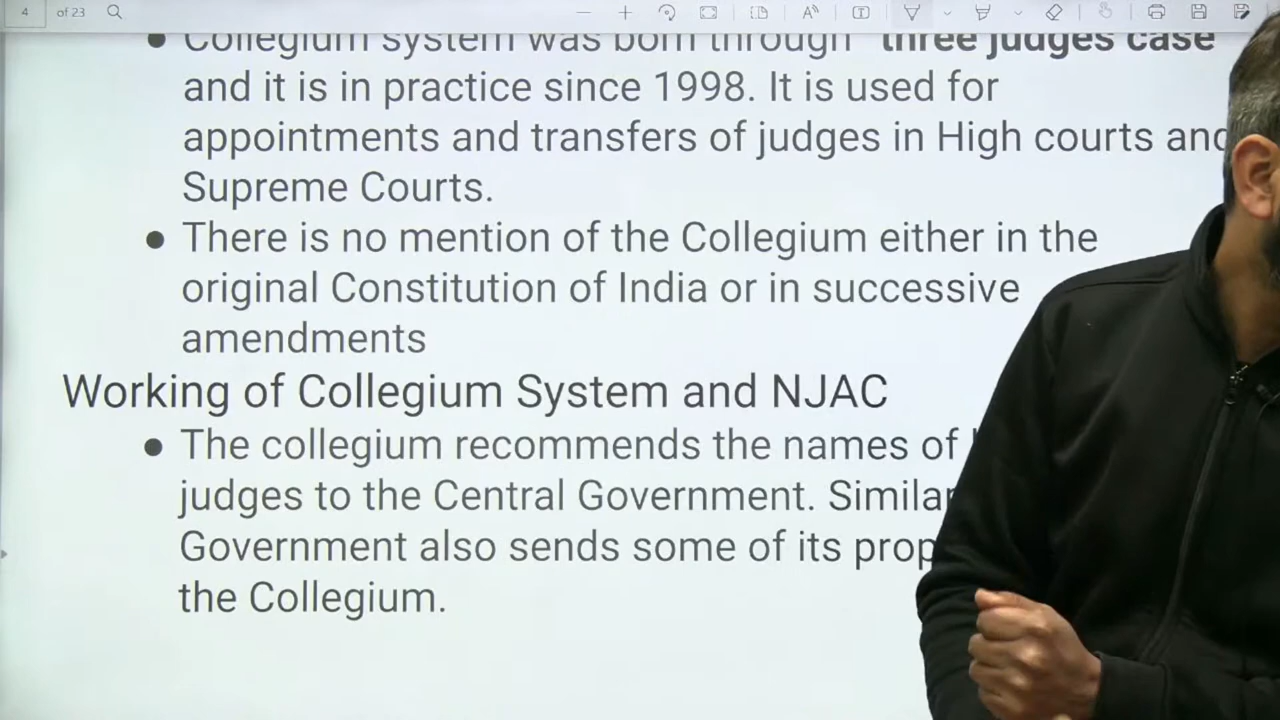 4 of 23
Collegium system was born through "three judges case
and it is in practice since 1998. It is used for
appointments and transfers of judges in High courts and
Supreme Courts.
There is no mention of the Collegium either in the
original Constitution of India or in successive
amendments
Working of Collegium System and NJAC
The collegium recommends the names of
judges to the Central Government.
Government also sends some of its
the Collegium.